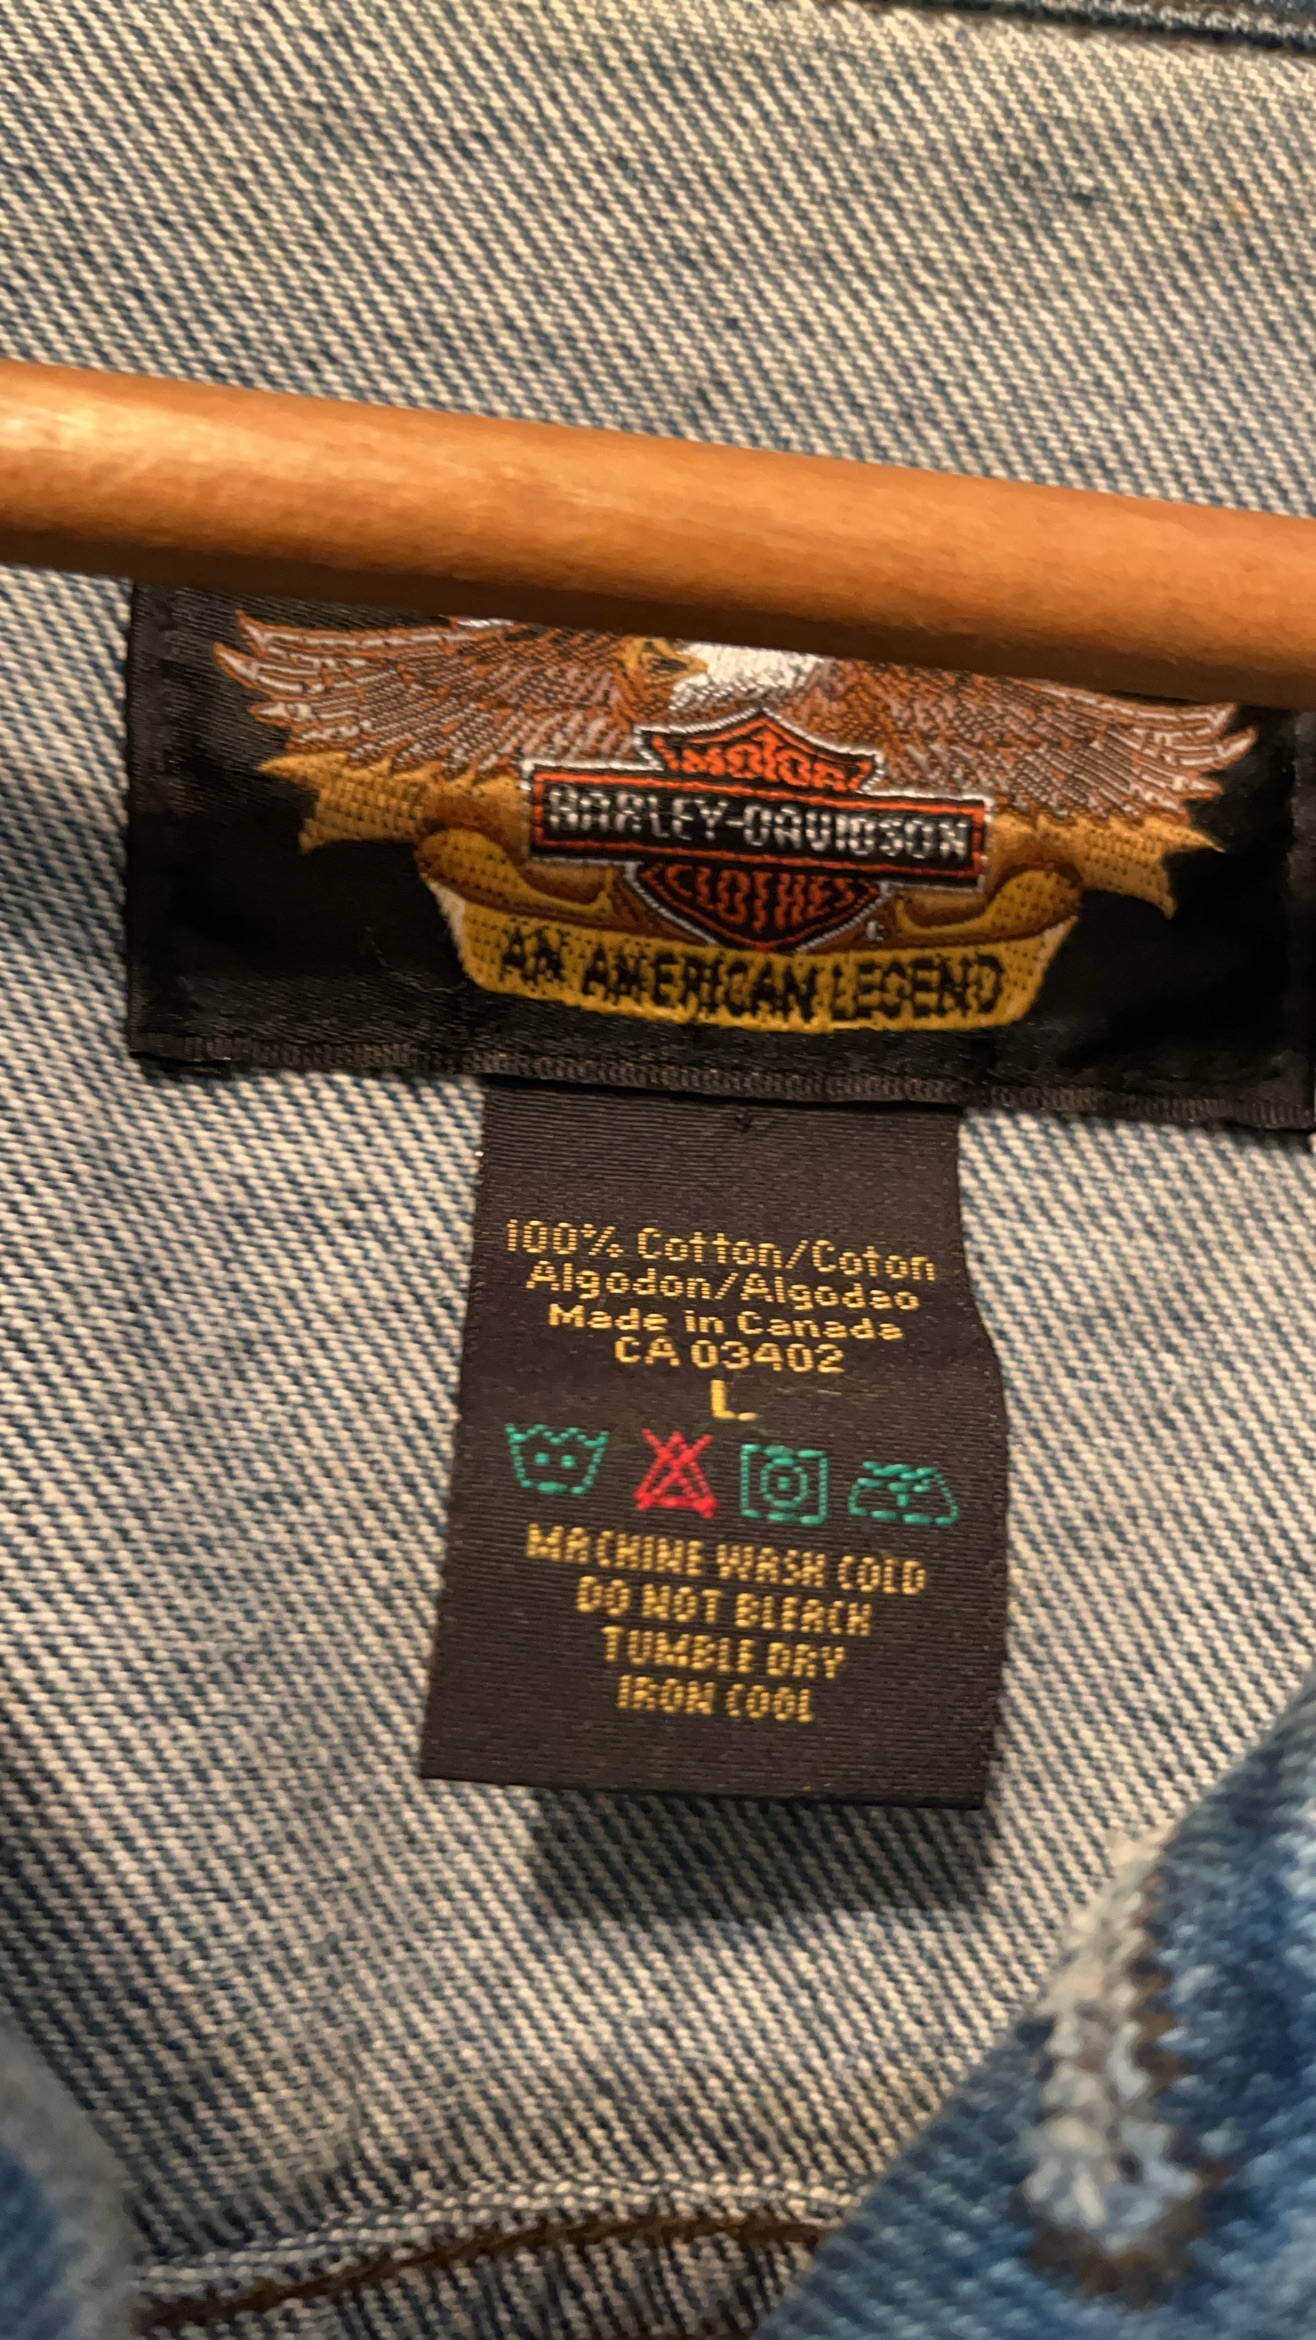 MOTOR
HARLEY-DAVIDSON
CLOTHES
AN AMERICAN LEGEND
100% Cotton/Coton
Algodon/Algodao
Made in Canada
CA 03402
L
MACHINE WASH COLD
DO NOT BLEACH
TUMBLE DRY
IRON COOL